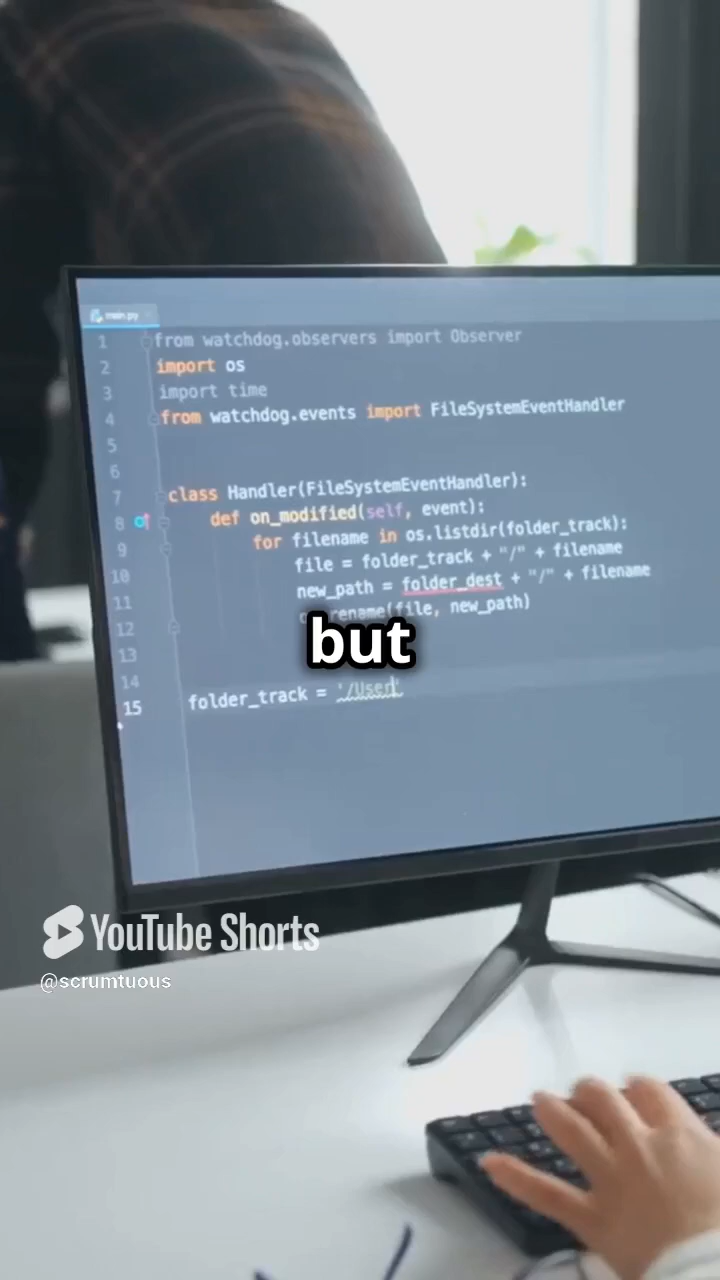 main.py
1 from watchdog.observers import Observer
2 import os
3 import time
4 from watchdog.events import import FileSystemEventHandler
5
6
7 class Handler(FileSystemEventHandler):
8 def on_modified(self, event):
9 for filename in os.listdir(folder_track):
10 file = folder_track + "/" + filename
11 new_path = folder_dest + "/" + filename
12 rename(file, new_path)
but
13
14
15 folder_track = '/User'
YouTube Shorts
@scrumtuous